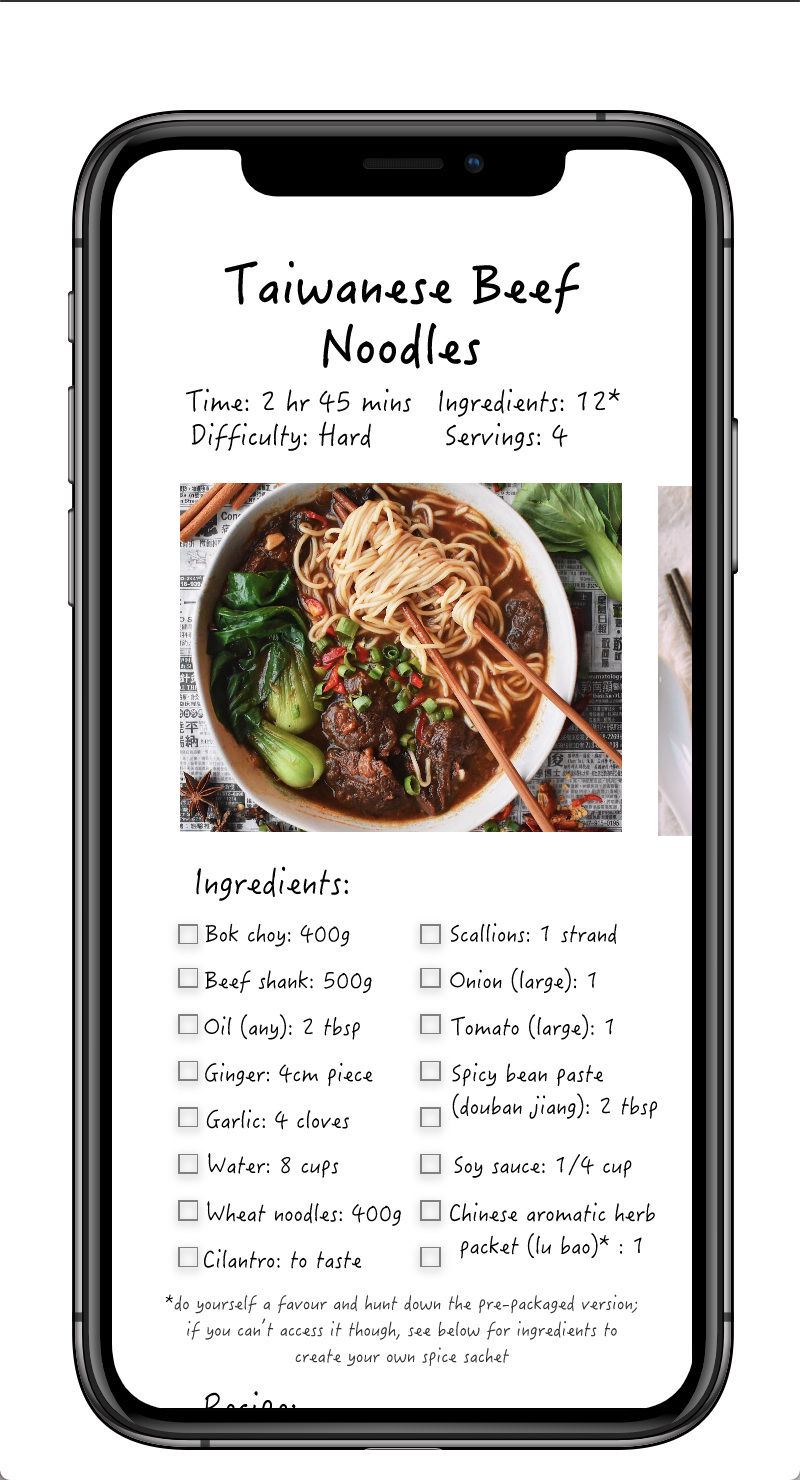 Taiwanese Beef
Noodles
Time: 2 hr 45 mins Ingredients: 12*
Difficulty: Hard Servings: 4
Ingredients:
Bok choy: 400g
Beef shank: 500g
Oil (any): 2 tbsp
Ginger: 4cm piece
Garlic: 4 cloves
Water: 8 cups
Wheat noodles: 400g
Cilantro: to taste
Scallions: 1 strand
Onion (large): 1
Tomato (large): 1
Spicy bean paste
(douban jiang): 2 tbsp
Soy sauce: 1/4 cup
Chinese aromatic herb
packet (lu bao)* : 1
*do yourself a favour and hunt down the pre-packaged version;
if you can't access it though, see below for ingredients to
create your own spice sachet
Recipe: